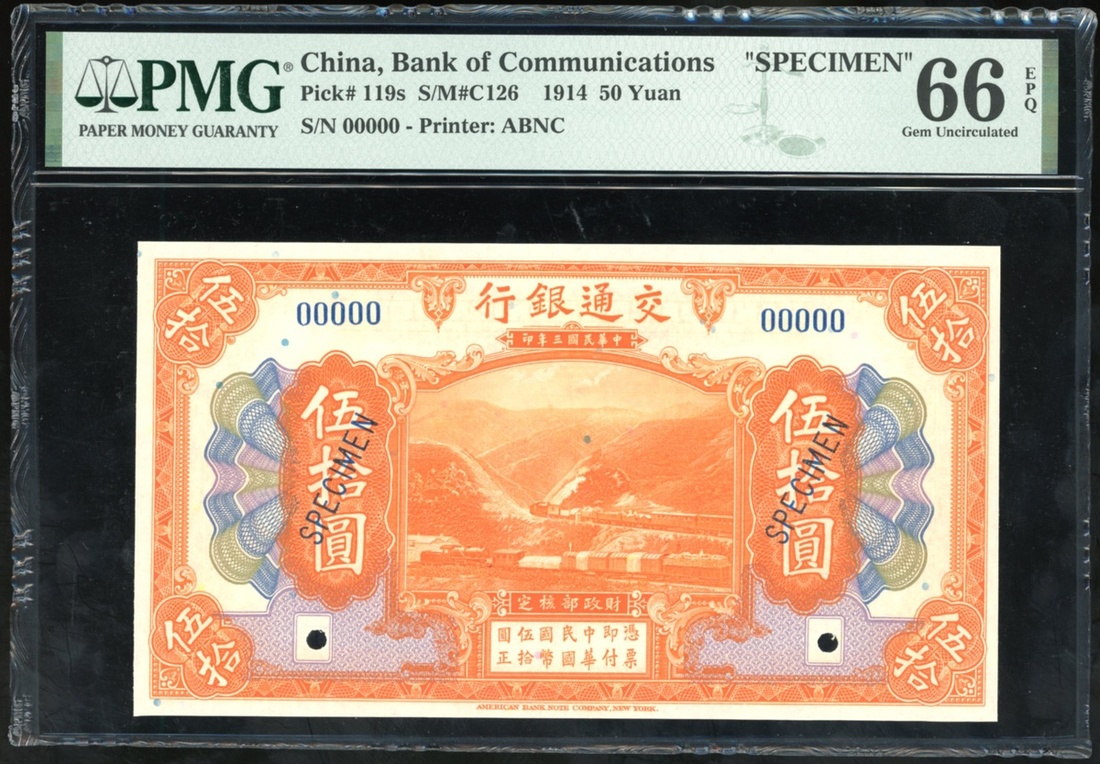 PMG®
PAPER MONEY GUARANTY
China, Bank of Communications "SPECIMEN"
Pick# 119s S/M#C126 1914 50 Yuan
S/N 00000 - Printer: ABNC
66
EPQ
Gem Uncirculated
伍拾
伍拾
交通銀行
00000
00000
中華民國三年印
伍拾圓
SPECIMEN
伍拾圓
SPECIMEN
財政部核定
憑票
即付
中華
民國
國幣
伍拾
圓正
伍拾
伍拾
AMERICAN BANK NOTE COMPANY, NEW YORK.